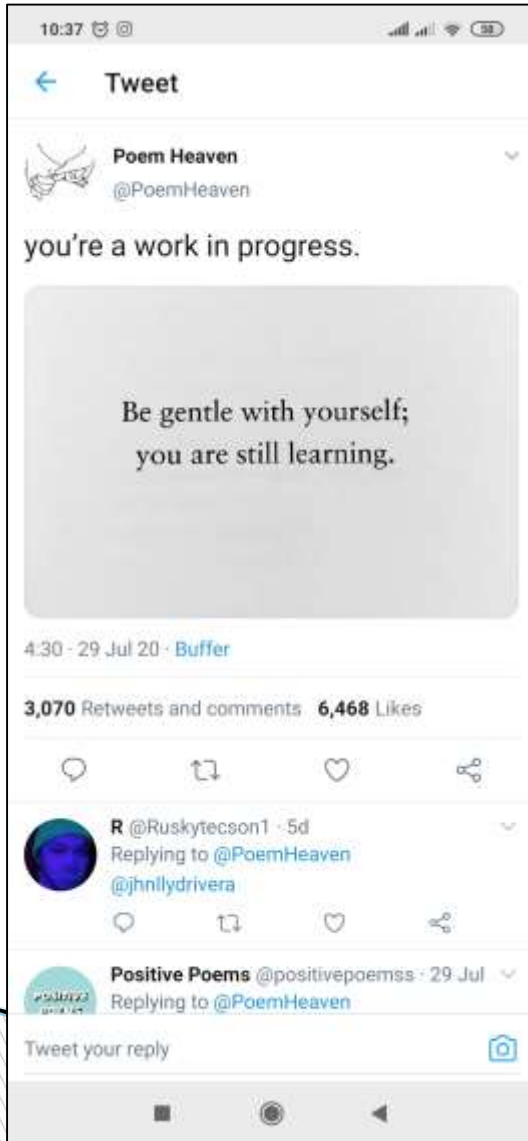 10:37
58
Tweet
Poem Heaven
@PoemHeaven
you're a work in progress.
Be gentle with yourself;
you are still learning.
4:30 · 29 Jul 20 · Buffer
3,070 Retweets and comments 6,468 Likes
R @Ruskytecson1 · 5d
Replying to @PoemHeaven
@jhnllydrivera
Positive Poems @positivepoemss · 29 Jul
POSITIVE
Replying to @PoemHeaven
Tweet your reply